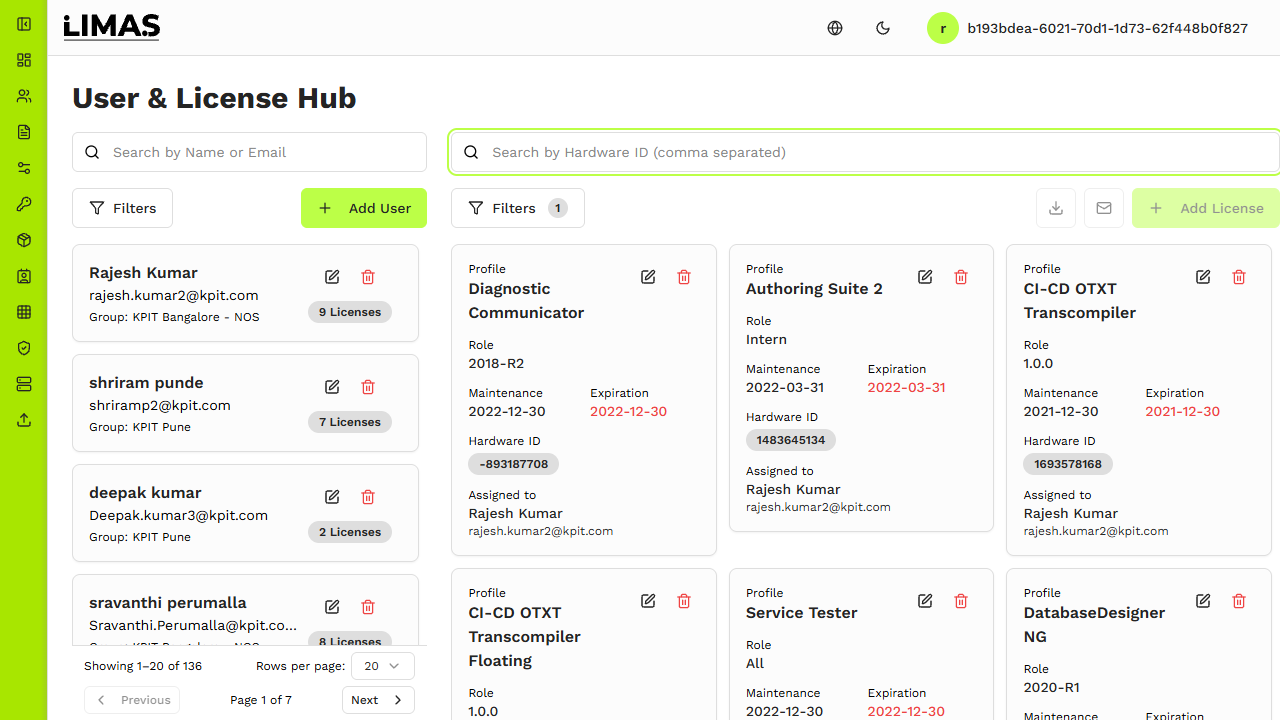 LIMAS
r
b193bdea-6021-70d1-1d73-62f448b0f827
User & License Hub
Search by Name or Email
Search by Hardware ID (comma separated)
Filters
Add User
Filters
1
Add License
Rajesh Kumar
rajesh.kumar2@kpit.com
Group: KPIT Bangalore - NOS
9 Licenses
shriram punde
shriramp2@kpit.com
Group: KPIT Pune
7 Licenses
deepak kumar
Deepak.kumar3@kpit.com
Group: KPIT Pune
2 Licenses
sravanthi perumalla
Sravanthi.Perumalla@kpit.co...
Group: KPIT Bangalore - NOS
8 Licenses
Showing 1–20 of 136
Rows per page:
20
Previous
Page 1 of 7
Next
Profile
Diagnostic
Communicator
Role
2018-R2
Maintenance
Expiration
2022-12-30
2022-12-30
Hardware ID
-893187708
Assigned to
Rajesh Kumar
rajesh.kumar2@kpit.com
Profile
Authoring Suite 2
Role
Intern
Maintenance
Expiration
2022-03-31
2022-03-31
Hardware ID
1483645134
Assigned to
Rajesh Kumar
rajesh.kumar2@kpit.com
Profile
CI-CD OTXT
Transcompiler
Role
1.0.0
Maintenance
Expiration
2021-12-30
2021-12-30
Hardware ID
1693578168
Assigned to
Rajesh Kumar
rajesh.kumar2@kpit.com
Profile
CI-CD OTXT
Transcompiler
Floating
Role
1.0.0
Profile
Service Tester
Role
All
Maintenance
Expiration
2022-12-30
2022-12-30
Profile
DatabaseDesigner
NG
Role
2020-R1
Maintenance
Expiration